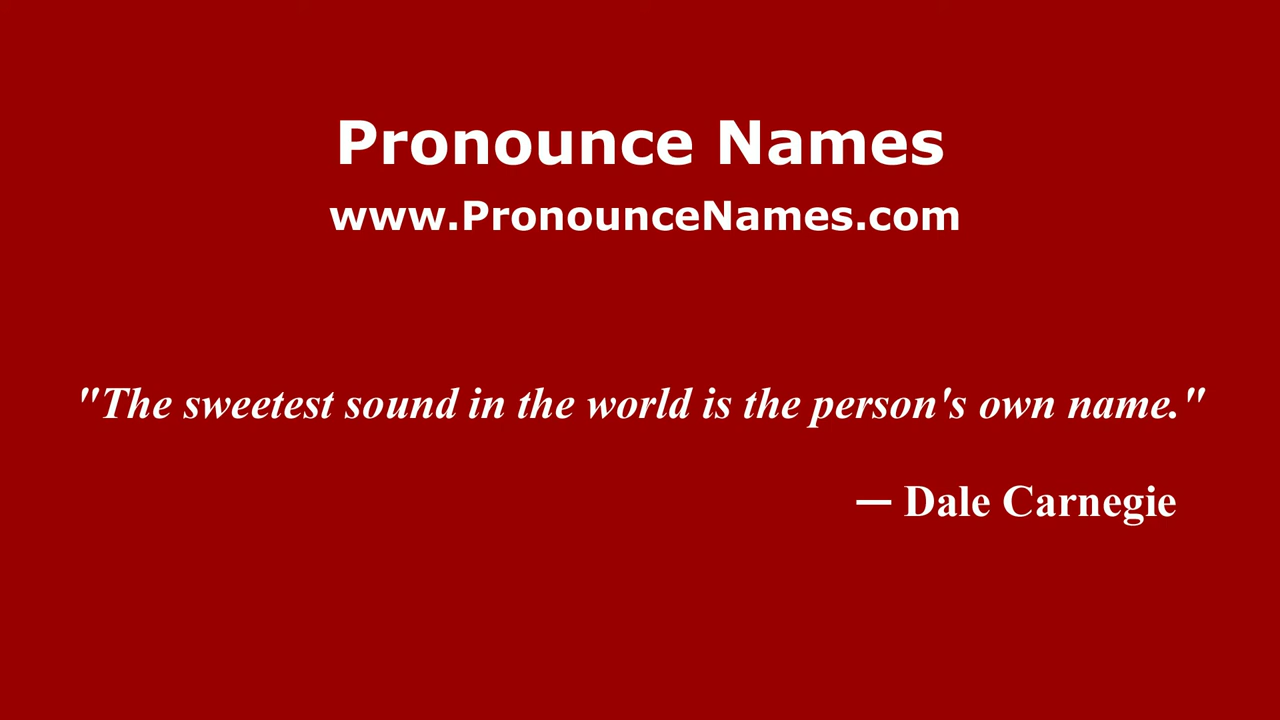 Pronounce Names
www.PronounceNames.com
"The sweetest sound in the world is the person's own name."
— Dale Carnegie